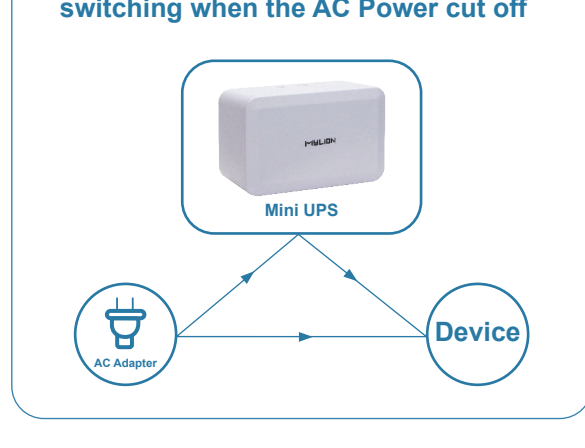 switching when the AC Power cut off
MYLION
Mini UPS
AC Adapter
Device